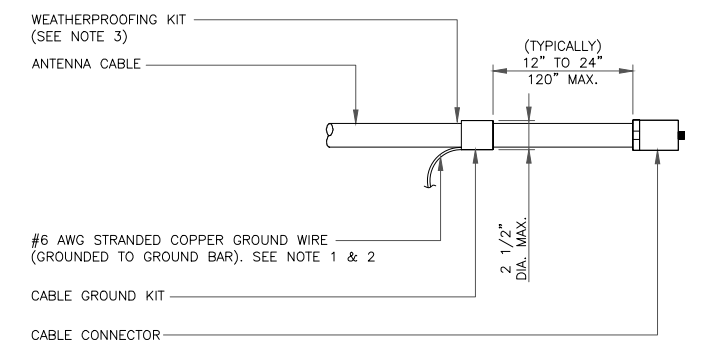 WEATHERPROOFING KIT
(SEE NOTE 3)
ANTENNA CABLE
(TYPICALLY)
12" TO 24"
120" MAX.
2 1/2"
DIA. MAX.
#6 AWG STRANDED COPPER GROUND WIRE
(GROUNDED TO GROUND BAR). SEE NOTE 1 & 2
CABLE GROUND KIT
CABLE CONNECTOR